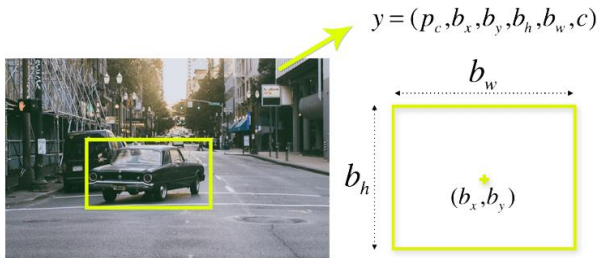 y = (p_c, b_x, b_y, b_h, b_w, c)
b_w
b_h
(b_x, b_y)